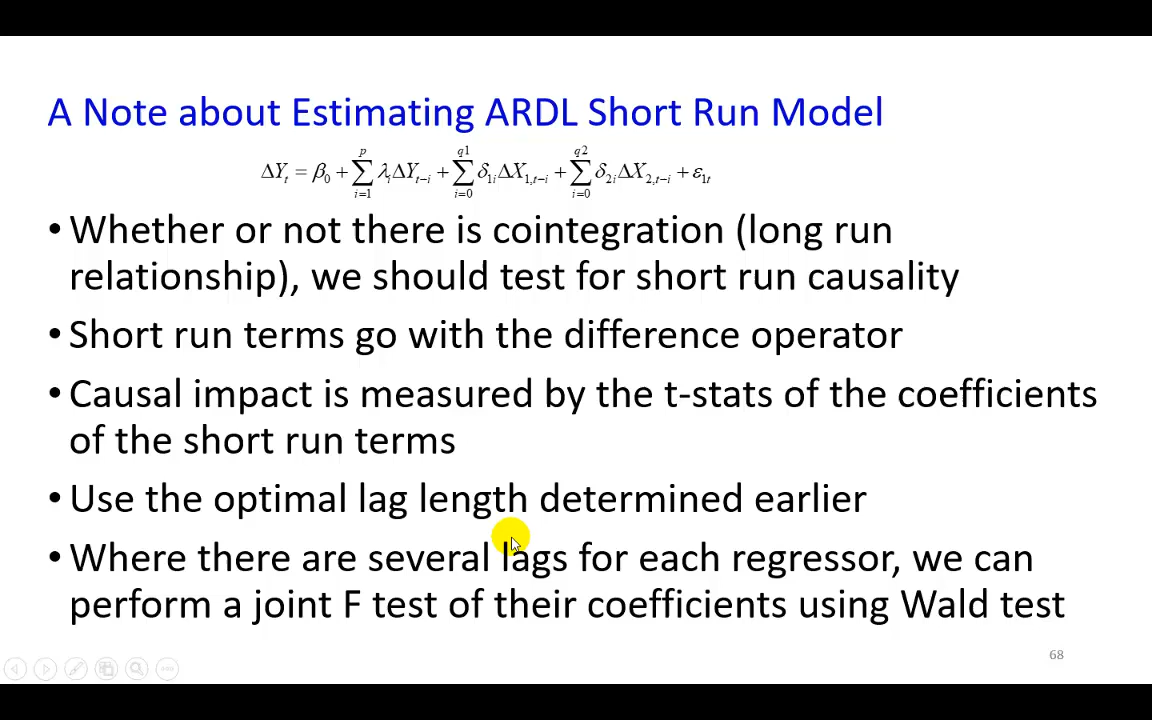 A Note about Estimating ARDL Short Run Model
ΔY_t = β_0 + ∑_{i=1}^{p} λ_i ΔY_{t−i} + ∑_{i=0}^{q1} δ_{1i} ΔX_{1,t−i} + ∑_{i=0}^{q2} δ_{2i} ΔX_{2,t−i} + ε_{1t}
• Whether or not there is cointegration (long run
relationship), we should test for short run causality
• Short run terms go with the difference operator
• Causal impact is measured by the t-stats of the coefficients
of the short run terms
• Use the optimal lag length determined earlier
• Where there are several lags for each regressor, we can
perform a joint F test of their coefficients using Wald test
68